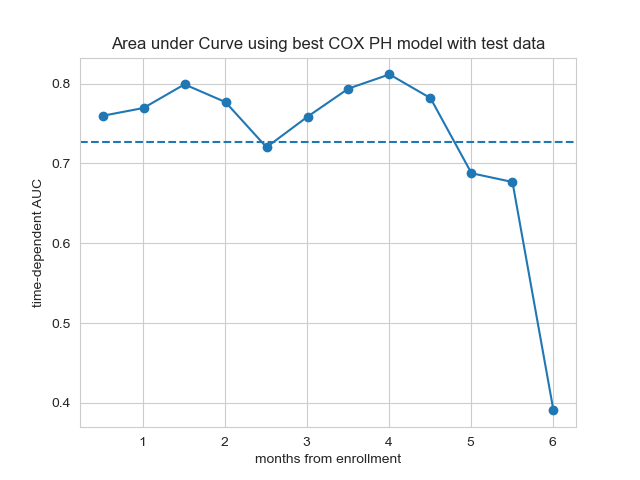 Area under Curve using best COX PH model with test data
time-dependent AUC
0.8
0.7
0.6
0.5
0.4
1 2 3 4 5 6
months from enrollment